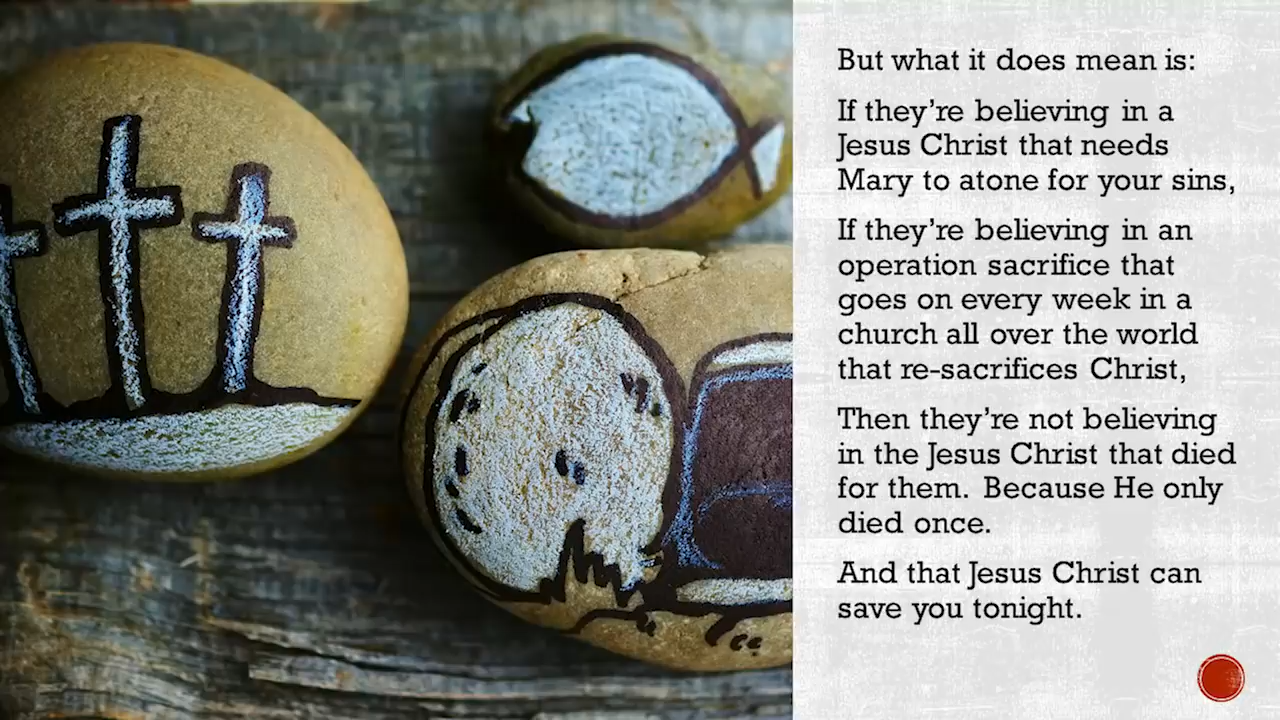 But what it does mean is:
If they're believing in a
Jesus Christ that needs
Mary to atone for your sins,
If they're believing in an
operation sacrifice that
goes on every week in a
church all over the world
that re-sacrifices Christ,
Then they're not believing
in the Jesus Christ that died
for them. Because He only
died once.
And that Jesus Christ can
save you tonight.